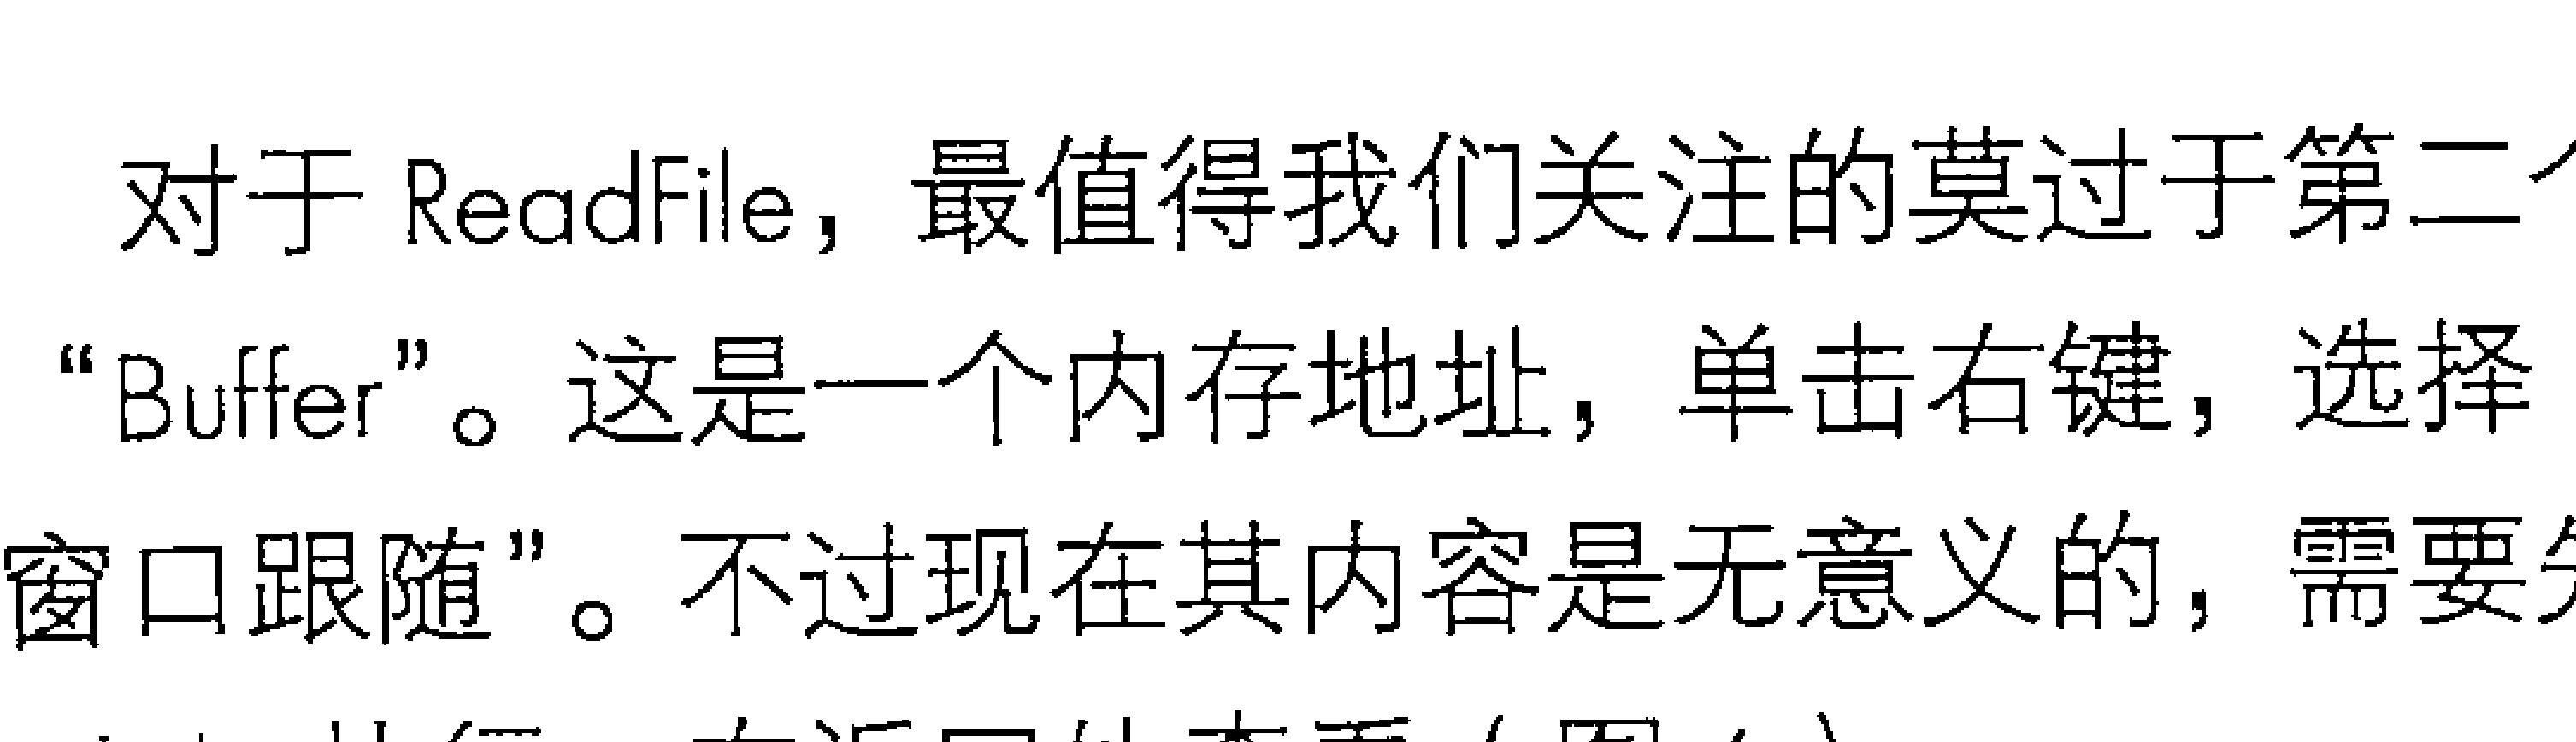 对于 ReadFile，最值得我们关注的莫过于第二个
“Buffer”。这是一个内存地址，单击右键，选择
窗口跟随”。不过现在其内容是无意义的，需要先